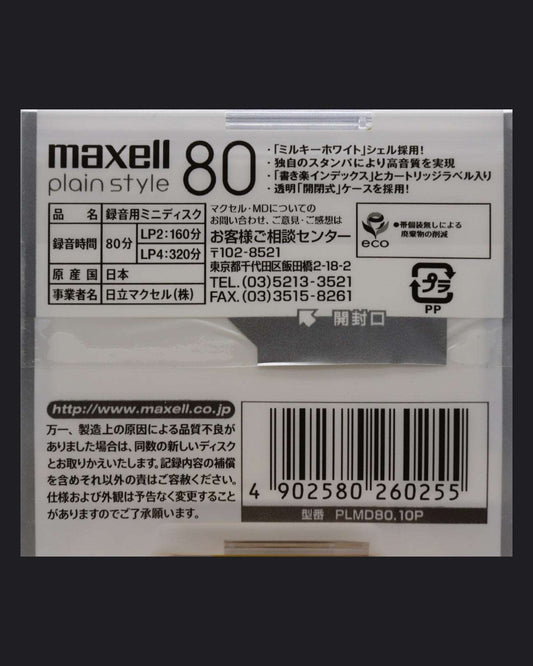 maxell
plain style
80
・「ミルキーホワイト」シェル採用!
・独自のスタンパにより高音質を実現
・「書き楽インデックス」とカートリッジラベル入り
・透明「開閉式」ケースを採用!
品 名 録音用ミニディスク
録音時間 80分 LP2:160分
LP4:320分
原産国 日本
事業者名 日立マクセル(株)
マクセル・MDについての
お問い合わせ、ご意見・ご感想は
お客様ご相談センター
〒102-8521
東京都千代田区飯田橋2-18-2
TEL.(03)5213-3521
FAX.(03)3515-8261
eco
●帯個装無しによる
廃棄物の削減
プラ
PP
開封口
http://www.maxell.co.jp
万一、製造上の原因による品質不良が
ありました場合は、同数の新しいディスク
とお取りかえいたします。記録内容の補償
を含めそれ以外の責はご容赦ください。
仕様および外観は予告なく変更すること
がありますのでご了承願います。
4 902580 260255
型番 PLMD80.10P